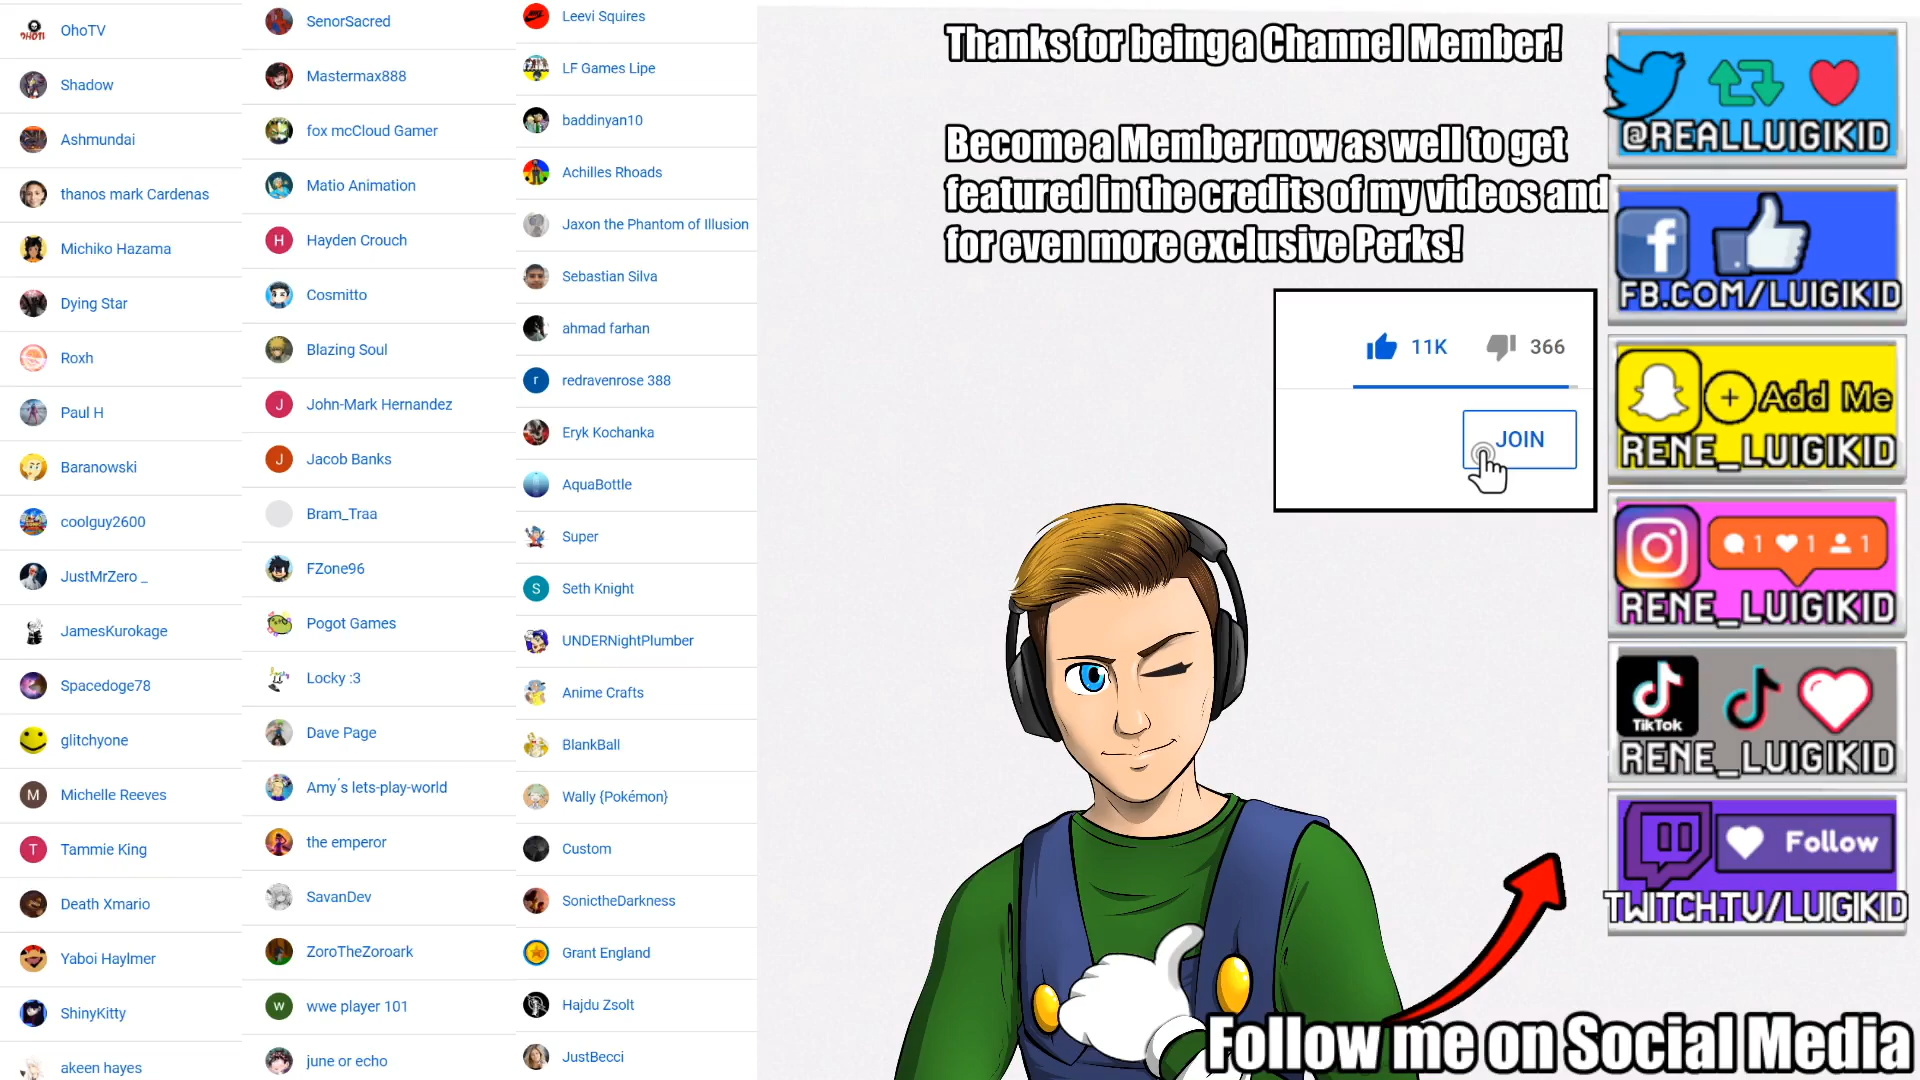 OhoTV
Shadow
Ashmundai
thanos mark Cardenas
Michiko Hazama
Dying Star
Roxh
Paul H
Baranowski
coolguy2600
JustMrZero _
JamesKurokage
Spacedoge78
glitchyone
M Michelle Reeves
T Tammie King
Death Xmario
Yaboi Haylmer
ShinyKitty
akeen hayes
SenorSacred
Mastermax888
fox mcCloud Gamer
Matio Animation
H Hayden Crouch
Cosmitto
Blazing Soul
J John-Mark Hernandez
J Jacob Banks
Bram_Traa
FZone96
Pogot Games
Locky :3
Dave Page
Amy´s lets-play-world
the emperor
SavanDev
ZoroTheZoroark
w wwe player 101
june or echo
Leevi Squires
LF Games Lipe
baddinyan10
Achilles Rhoads
Jaxon the Phantom of Illusion
Sebastian Silva
ahmad farhan
r redravenrose 388
Eryk Kochanka
AquaBottle
Super
S Seth Knight
UNDERNightPlumber
Anime Crafts
BlankBall
Wally {Pokémon}
Custom
SonictheDarkness
Grant England
Hajdu Zsolt
JustBecci
Thanks for being a Channel Member!
Become a Member now as well to get
featured in the credits of my videos and
for even more exclusive Perks!
11K 366
JOIN
@REALLUIGIKID
FB.COM/LUIGIKID
+ Add Me
RENE_LUIGIKID
1 1 1
RENE_LUIGIKID
TikTok
RENE_LUIGIKID
Follow
TWITCH.TV/LUIGIKID
Follow me on Social Media